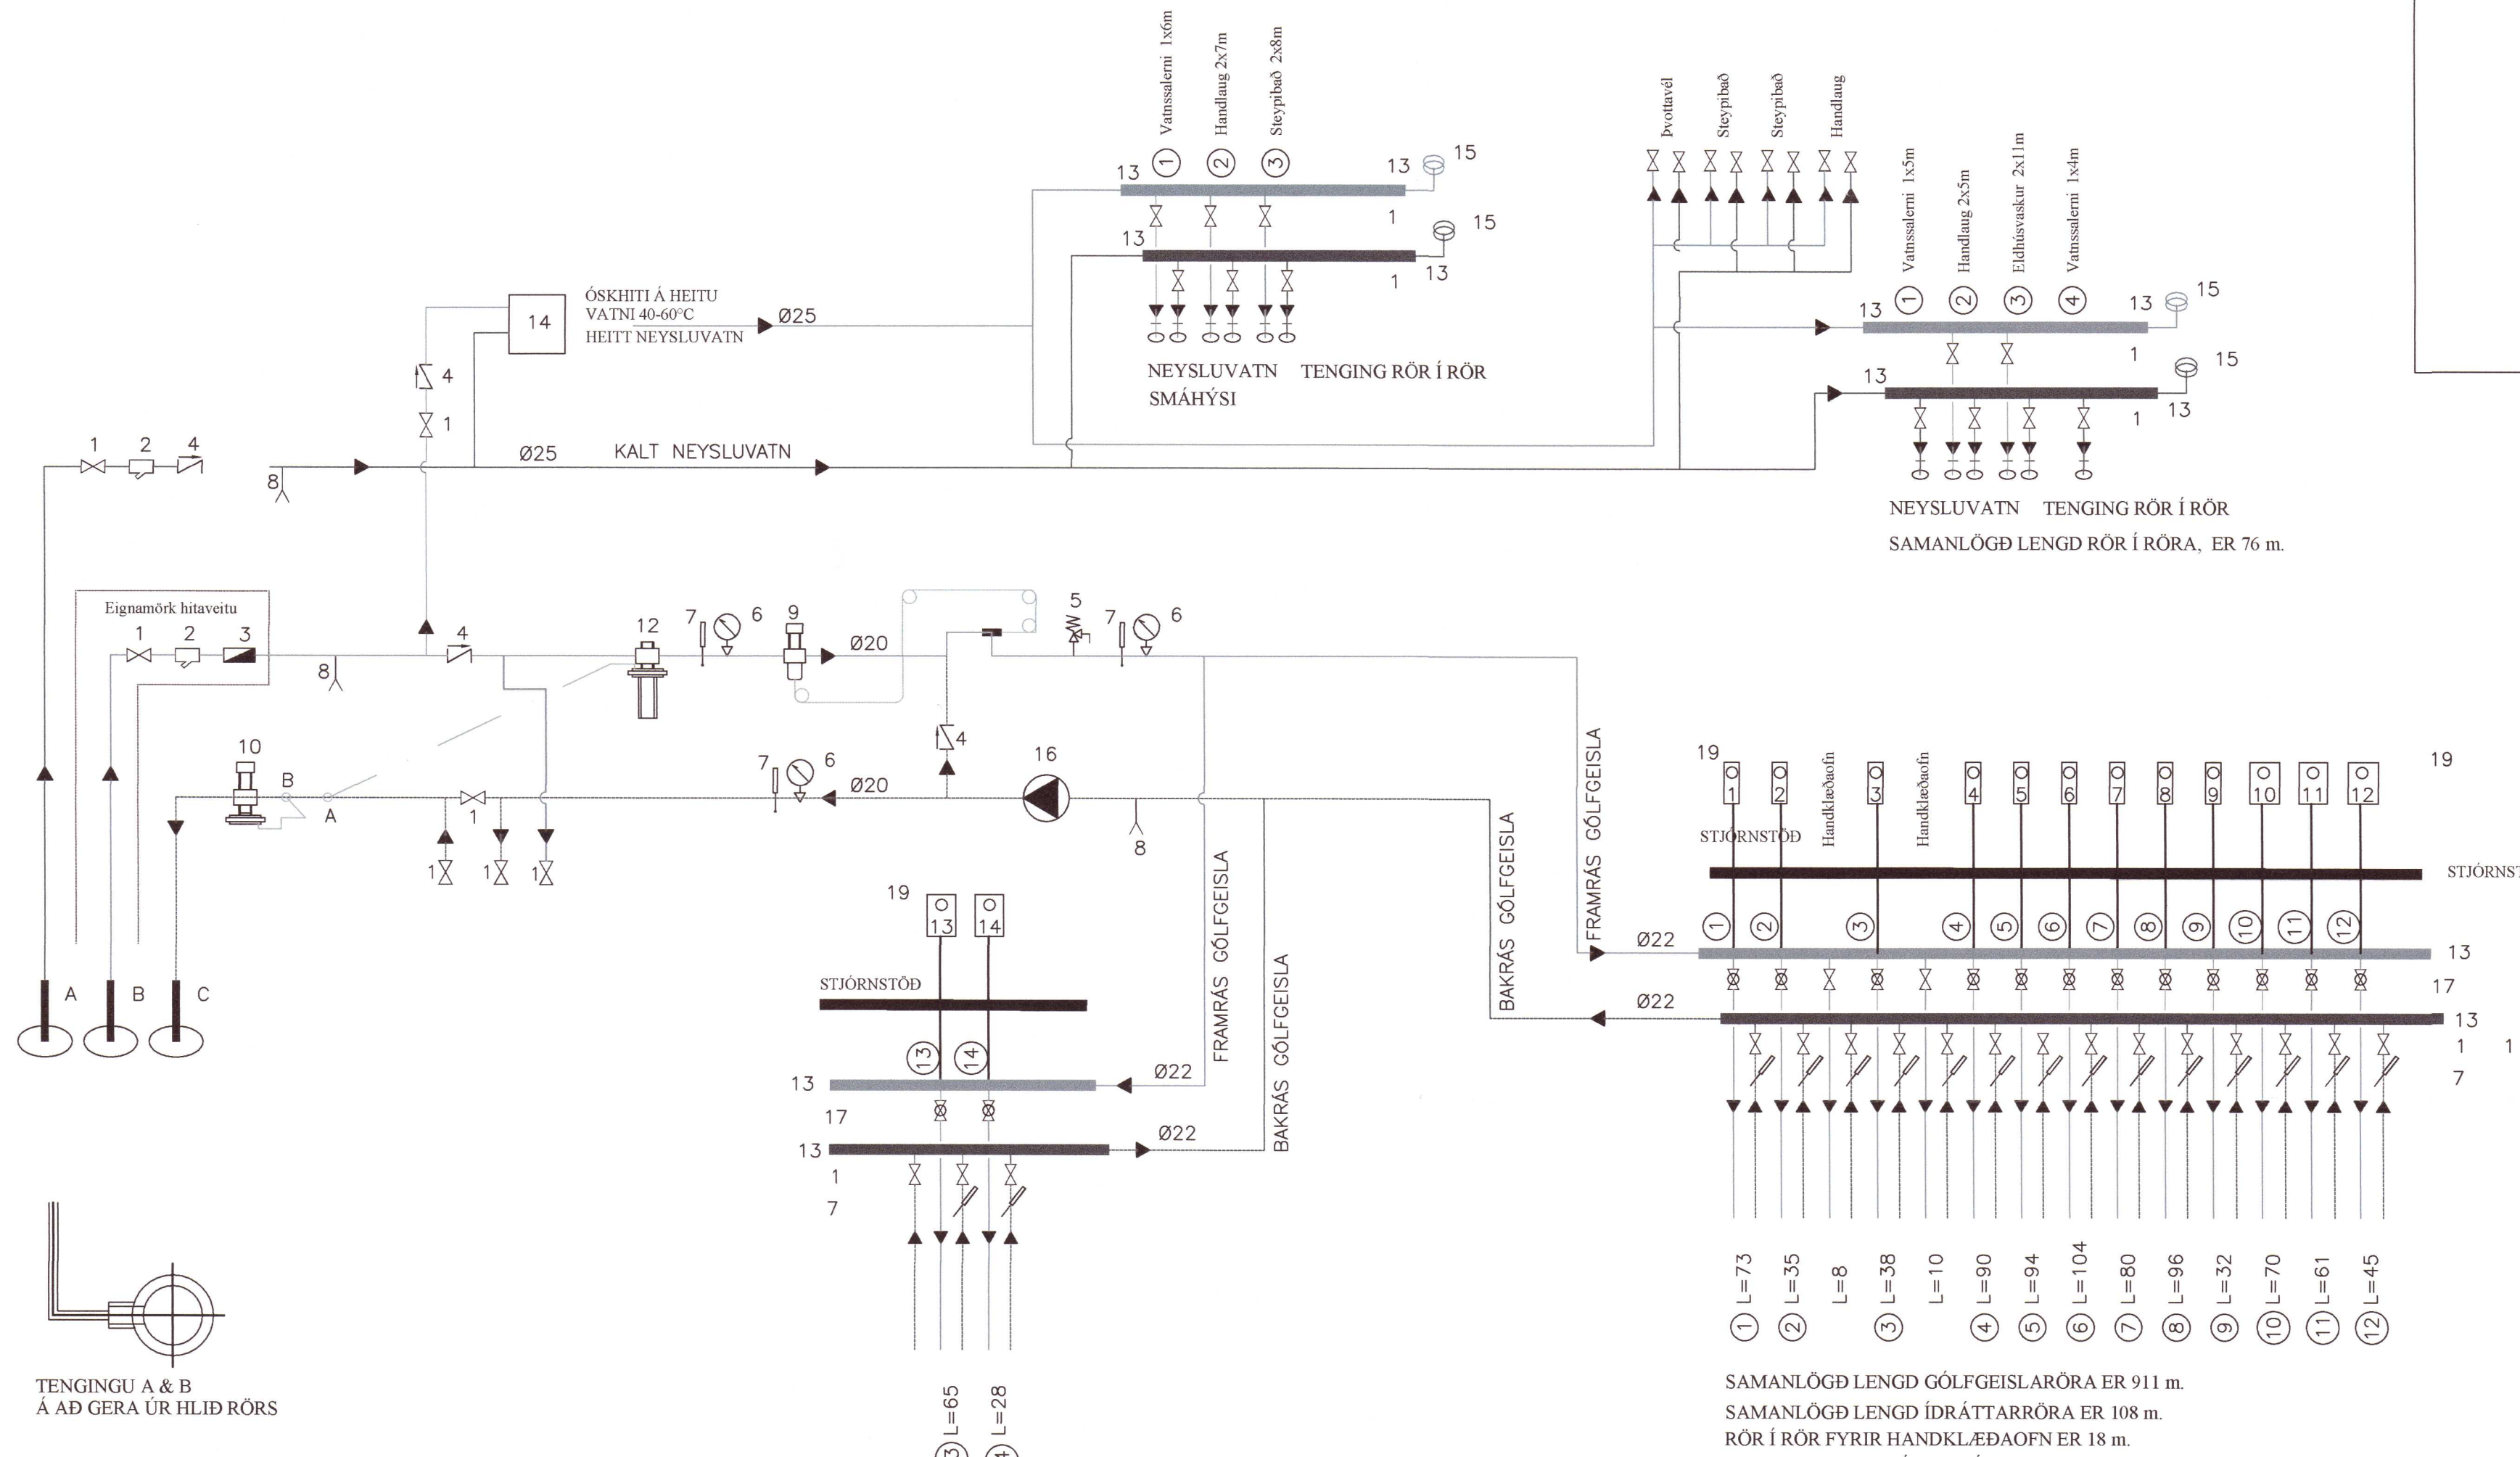 Vatnssalerni 1x6m
Handlaug 2x7m
Steypibað 2x8m
Þvottavél
Steypibað
Steypibað
Handlaug
13
1
2
3
13
15
1
13
15
1
13
Vatnssalerni 1x5m
Handlaug 2x5m
Eldhúsvaskur 2x11m
Vatnssalerni 1x4m
13
1
2
3
4
13
15
1
13
15
1
13
14
ÓSKHITI Á HEITU
VATNI 40-60°C
HEITT NEYSLUVATN
Ø25
NEYSLUVATN TENGING RÖR Í RÖR
SMÁHÝSI
4
1
1
2
4
8
Ø25
KALT NEYSLUVATN
NEYSLUVATN TENGING RÖR Í RÖR
SAMANLÖGÐ LENGD RÖR Í RÖRA, ER 76 m.
Eignamörk hitaveitu
1
2
3
8
4
12
7
6
9
Ø20
5
7
6
10
B
A
1
1
1
1
7
6
Ø20
4
16
8
FRAMRÁS GÓLFGEISLA
BAKRÁS GÓLFGEISLA
BAKRÁS GÓLFGEISLA
FRAMRÁS GÓLFGEISLA
A
B
C
19
13
14
STJÓRNSTÖÐ
13
14
13
Ø22
17
13
Ø22
1
7
L=65
L=28
19
1
2
Handklæðaofn
3
Handklæðaofn
4
5
6
7
8
9
10
11
12
19
STJÓRNSTÖÐ
STJÓRNST
1
2
3
4
5
6
7
8
9
10
11
12
Ø22
13
17
Ø22
13
1
1
7
1 L=73
2 L=35
L=8
3 L=38
L=10
4 L=90
5 L=94
6 L=104
7 L=80
8 L=96
9 L=32
10 L=70
11 L=61
12 L=45
SAMANLÖGÐ LENGD GÓLFGEISLARÖRA ER 911 m.
SAMANLÖGÐ LENGD ÍDRÁTTARRÖRA ER 108 m.
RÖR Í RÖR FYRIR HANDKLÆÐAOFN ER 18 m.
TENGINGU A & B
Á AÐ GERA ÚR HLIÐ RÖRS